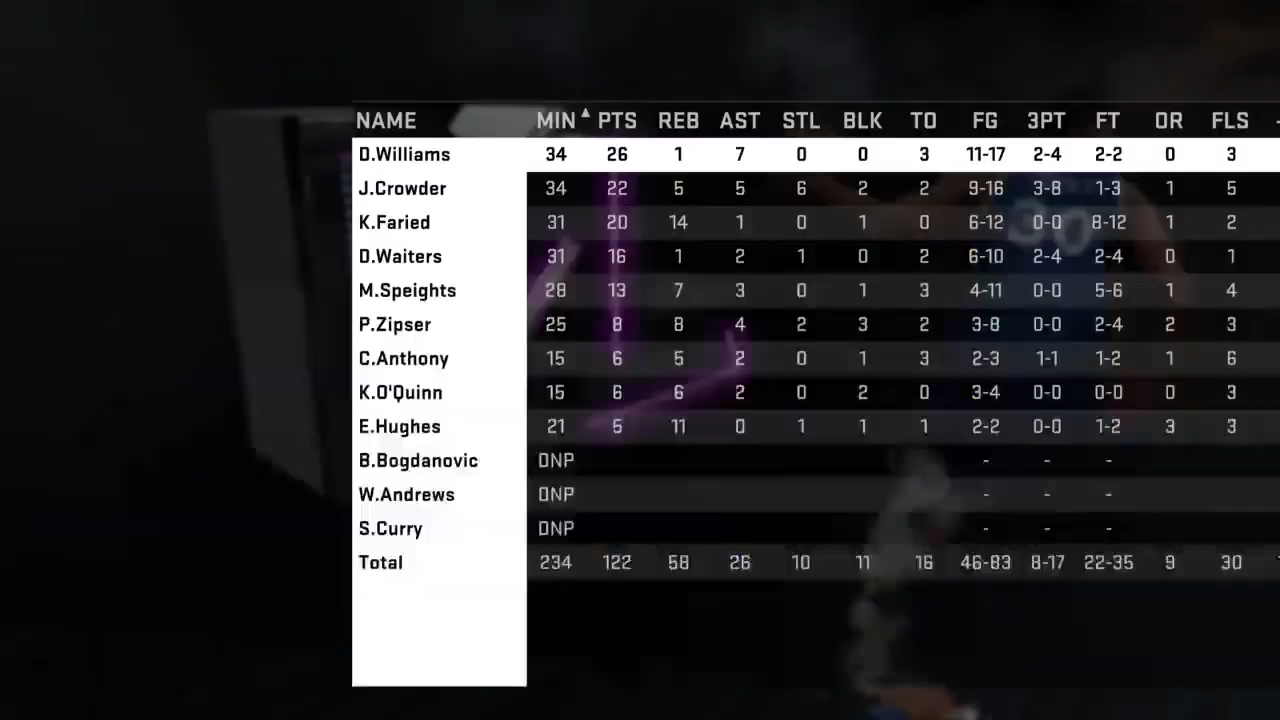 NAME MIN PTS REB AST STL BLK TO FG 3PT FT OR FLS
D.Williams 34 26 1 7 0 0 3 11-17 2-4 2-2 0 3
J.Crowder 34 22 5 5 6 2 2 9-16 3-8 1-3 1 5
K.Faried 31 20 14 1 0 1 0 6-12 0-0 8-12 1 2
D.Waiters 31 16 1 2 1 0 2 6-10 2-4 2-4 0 1
M.Speights 28 13 7 3 0 1 3 4-11 0-0 5-6 1 4
P.Zipser 25 8 8 4 2 3 2 3-8 0-0 2-4 2 3
C.Anthony 15 6 5 2 0 1 3 2-3 1-1 1-2 1 6
K.O'Quinn 15 6 6 2 0 2 0 3-4 0-0 0-0 0 3
E.Hughes 21 5 11 0 1 1 1 2-2 0-0 1-2 3 3
B.Bogdanovic DNP - - -
W.Andrews DNP - - -
S.Curry DNP - - -
Total 234 122 58 26 10 11 16 46-83 8-17 22-35 9 30